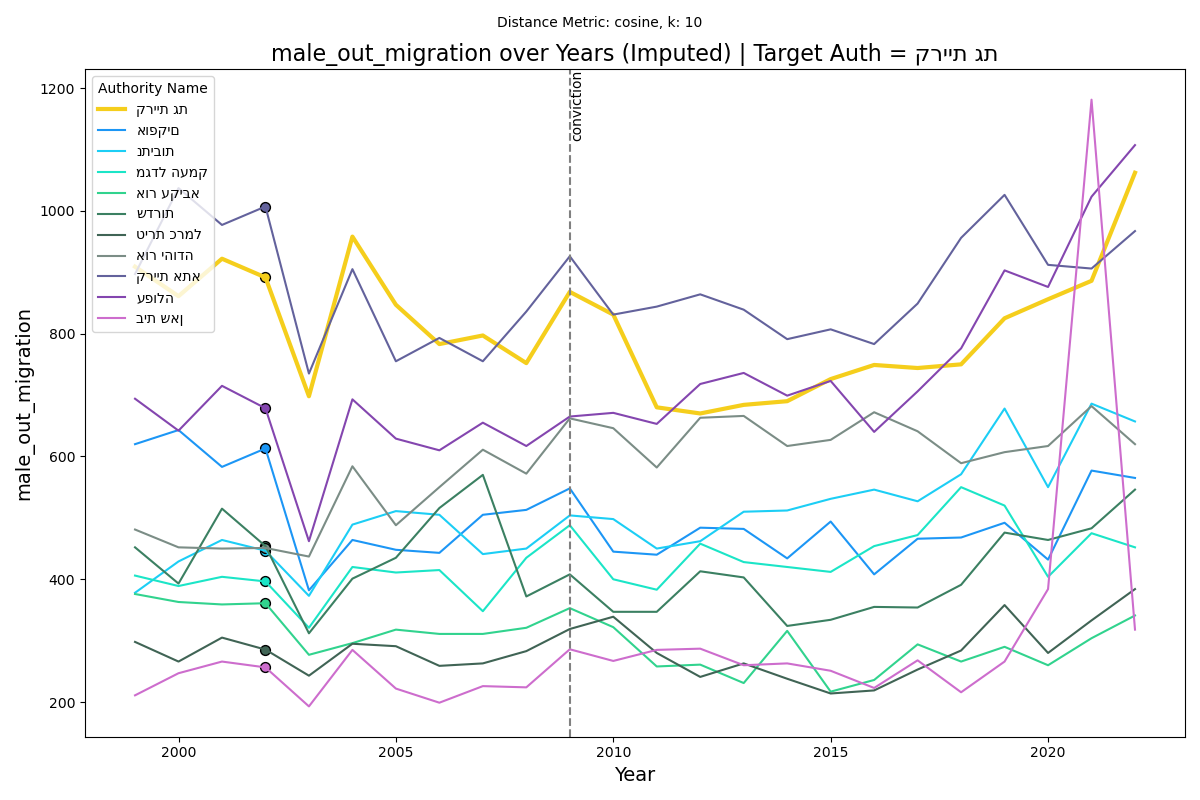 Distance Metric: cosine, k: 10
male_out_migration over Years (Imputed) | Target Auth = קריית גת
Authority Name
קריית גת
אופקים
נתיבות
מגדל העמק
אור עקיבא
שדרות
טירת כרמל
אור יהודה
קריית אתא
עפולה
בית שאן
conviction
male_out_migration
1200
1000
800
600
400
200
2000
2005
2010
2015
2020
Year